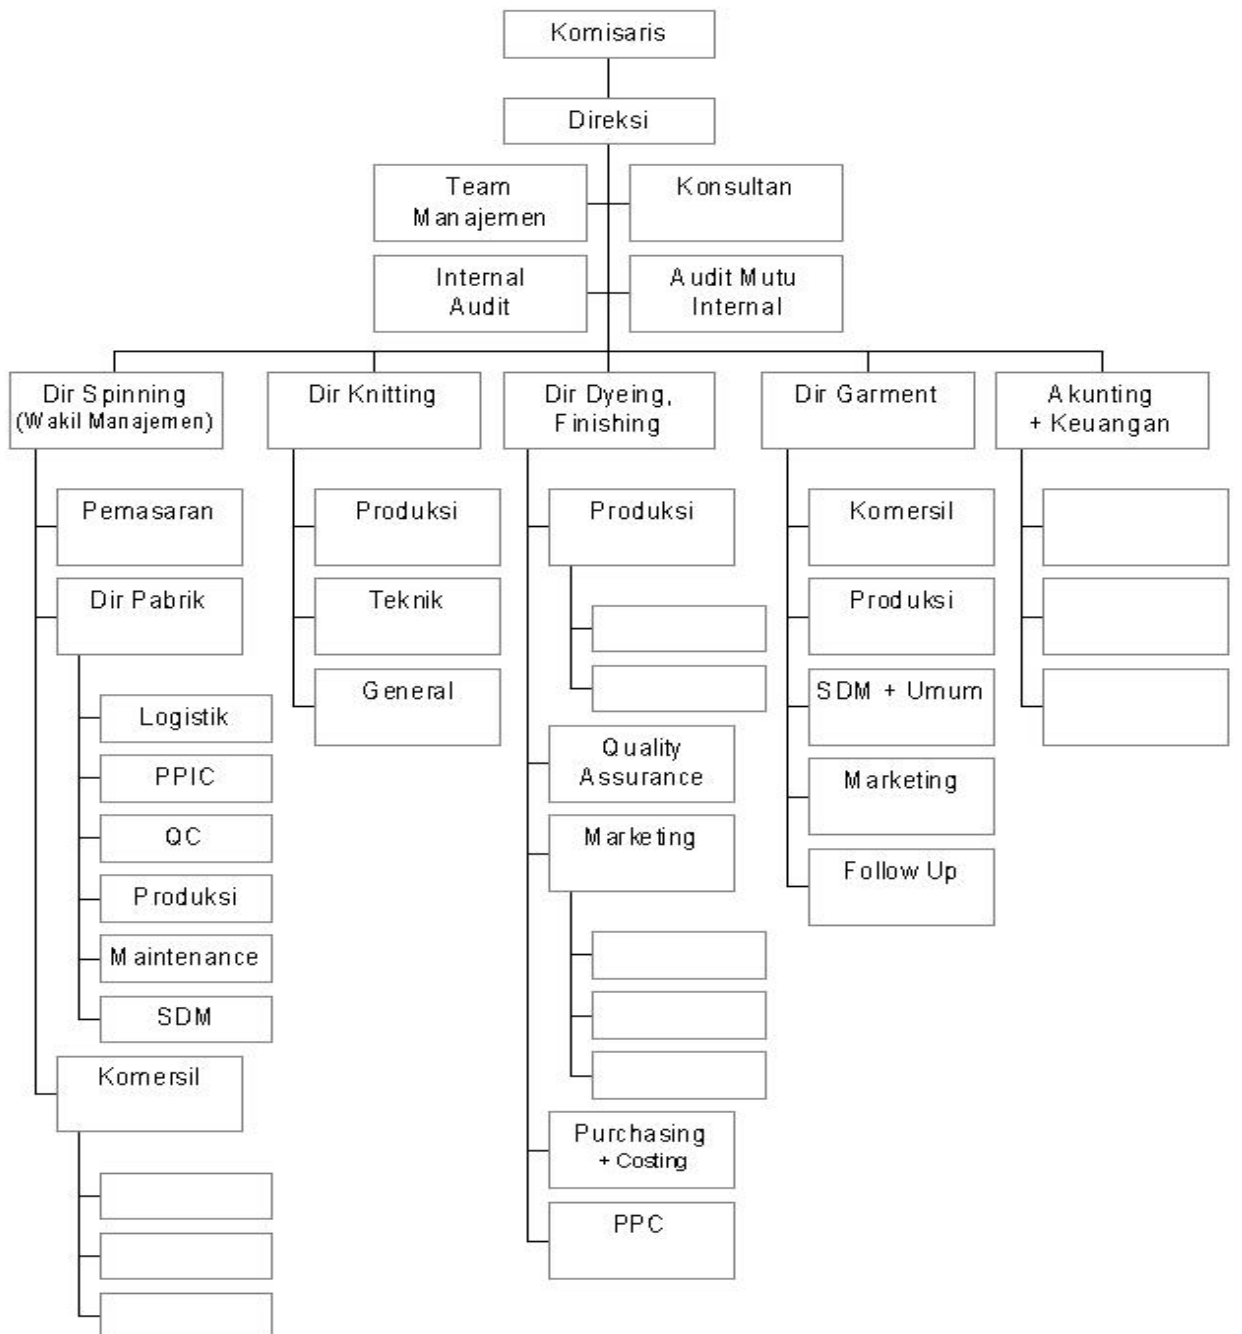 Komisaris
Direksi
Team
Manajemen
Konsultan
Internal
Audit
Audit Mutu
Internal
Dir Spinning
(Wakil Manajemen)
Dir Knitting
Dir Dyeing,
Finishing
Dir Garment
Akunting
+ Keuangan
Pemasaran
Dir Pabrik
Logistik
PPIC
QC
Produksi
Maintenance
SDM
Komersil
Produksi
Teknik
General
Produksi
Quality
Assurance
Marketing
Purchasing
+ Costing
PPC
Komersil
Produksi
SDM + Umum
Marketing
Follow Up